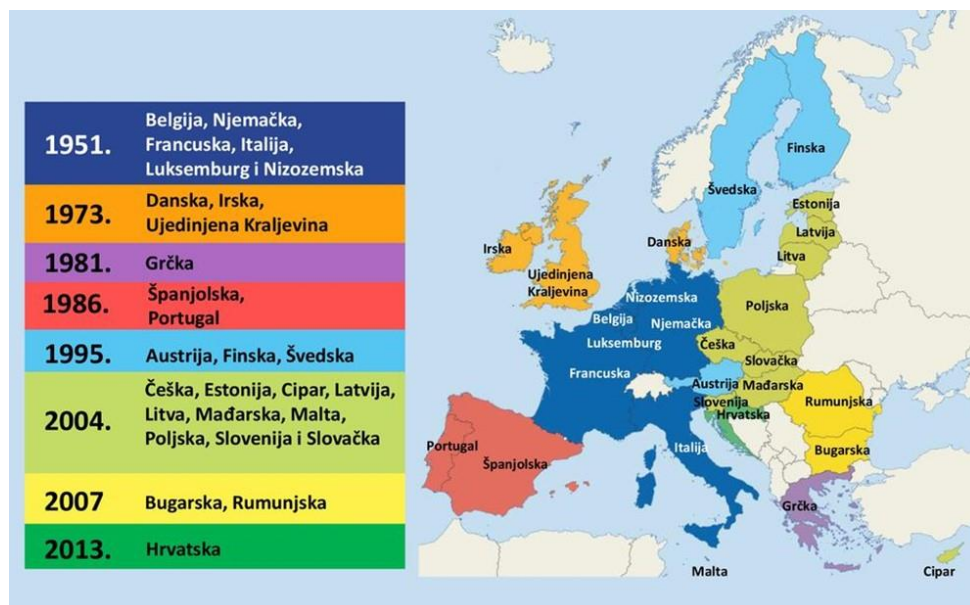 1951.
Belgija, Njemačka,
Francuska, Italija,
Luksemburg i Nizozemska
1973.
Danska, Irska,
Ujedinjena Kraljevina
1981.
Grčka
1986.
Španjolska,
Portugal
1995.
Austrija, Finska, Švedska
2004.
Češka, Estonija, Cipar, Latvija,
Litva, Mađarska, Malta,
Poljska, Slovenija i Slovačka
2007
Bugarska, Rumunjska
2013.
Hrvatska
Finska
Švedska
Estonija
Latvija
Litva
Danska
Irska
Ujedinjena
Kraljevina
Nizozemska
Poljska
Belgija
Njemačka
Luksemburg
Češka
Slovačka
Francuska
Austrija
Mađarska
Slovenija
Hrvatska
Rumunjska
Italija
Bugarska
Portugal
Španjolska
Grčka
Malta
Cipar